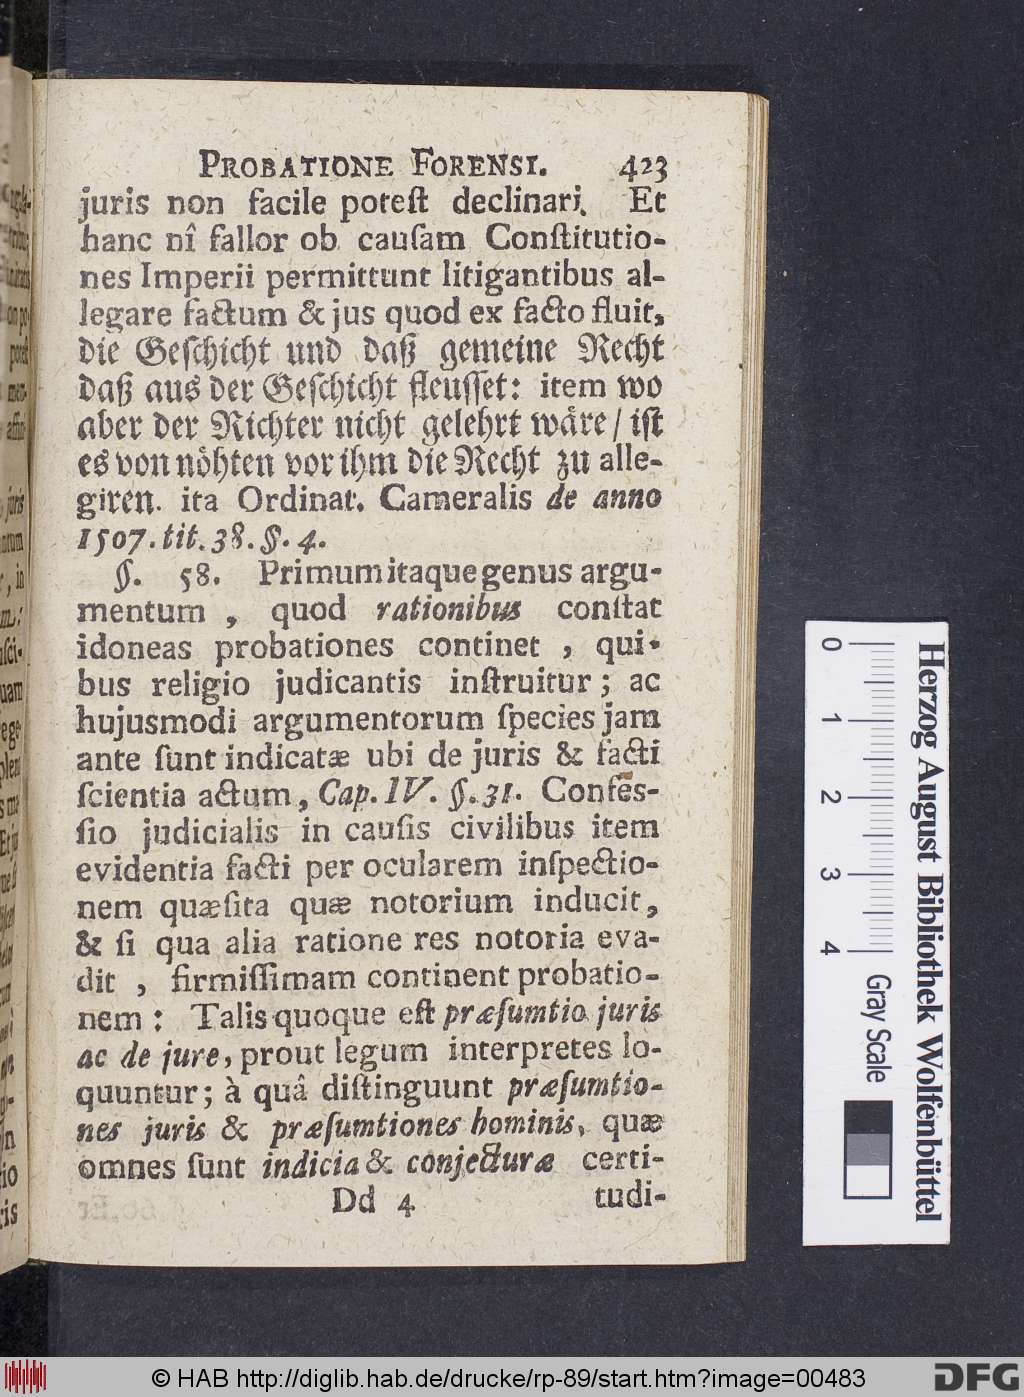 PROBATIONE FORENSI. 423
juris non facile poteſt declinari. Et
hanc nî fallor ob cauſam Conſtitutio-
nes Imperii permittunt litigantibus al-
legare factum & jus quod ex facto fluit,
die Geſchicht und daß gemeine Recht
daß aus der Geſchicht fleuſſet: item wo
aber der Richter nicht gelehrt wäre / iſt
es von nöhten vor ihm die Recht zu alle-
giren. ita Ordinat. Cameralis de anno
1507. tit. 38. §. 4.
§. 58. Primum itaque genus argu-
mentum , quod rationibus conſtat
idoneas probationes continet , qui-
bus religio judicantis inſtruitur ; ac
hujusmodi argumentorum ſpecies jam
ante ſunt indicatæ ubi de juris & facti
ſcientia actum, Cap. IV. §. 31. Confeſ-
ſio judicialis in cauſis civilibus item
evidentia facti per ocularem inſpectio-
nem quæſita quæ notorium inducit,
& ſi qua alia ratione res notoria eva-
dit , firmiſſimam continent probatio-
nem : Talis quoque eſt præſumtio juris
ac de jure, prout legum interpretes lo-
quuntur; à quâ diſtinguunt præſumtio-
nes juris & præſumtiones hominis, quæ
omnes ſunt indicia & conjecturæ certi-
Dd 4 tudi-
0 1 2 3 4 Gray Scale
Herzog August Bibliothek Wolfenbüttel
© HAB http://diglib.hab.de/drucke/rp-89/start.htm?image=00483
DFG